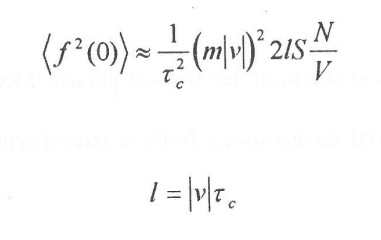 ⟨f²(0)⟩ ≈ 1/τ_c² (m|v|)² 2lS N/V
l = |v|τ_c